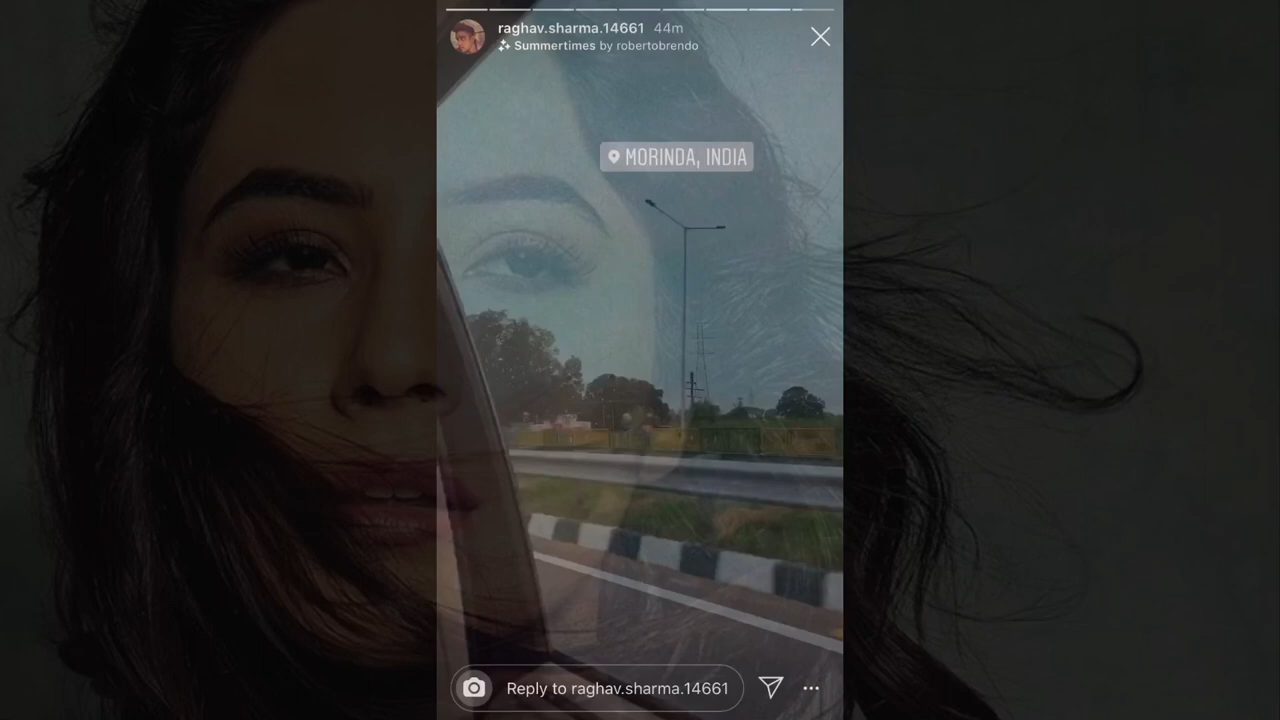 raghav.sharma.14661 44m
Summertimes by robertobrendo
MORINDA, INDIA
Reply to raghav.sharma.14661